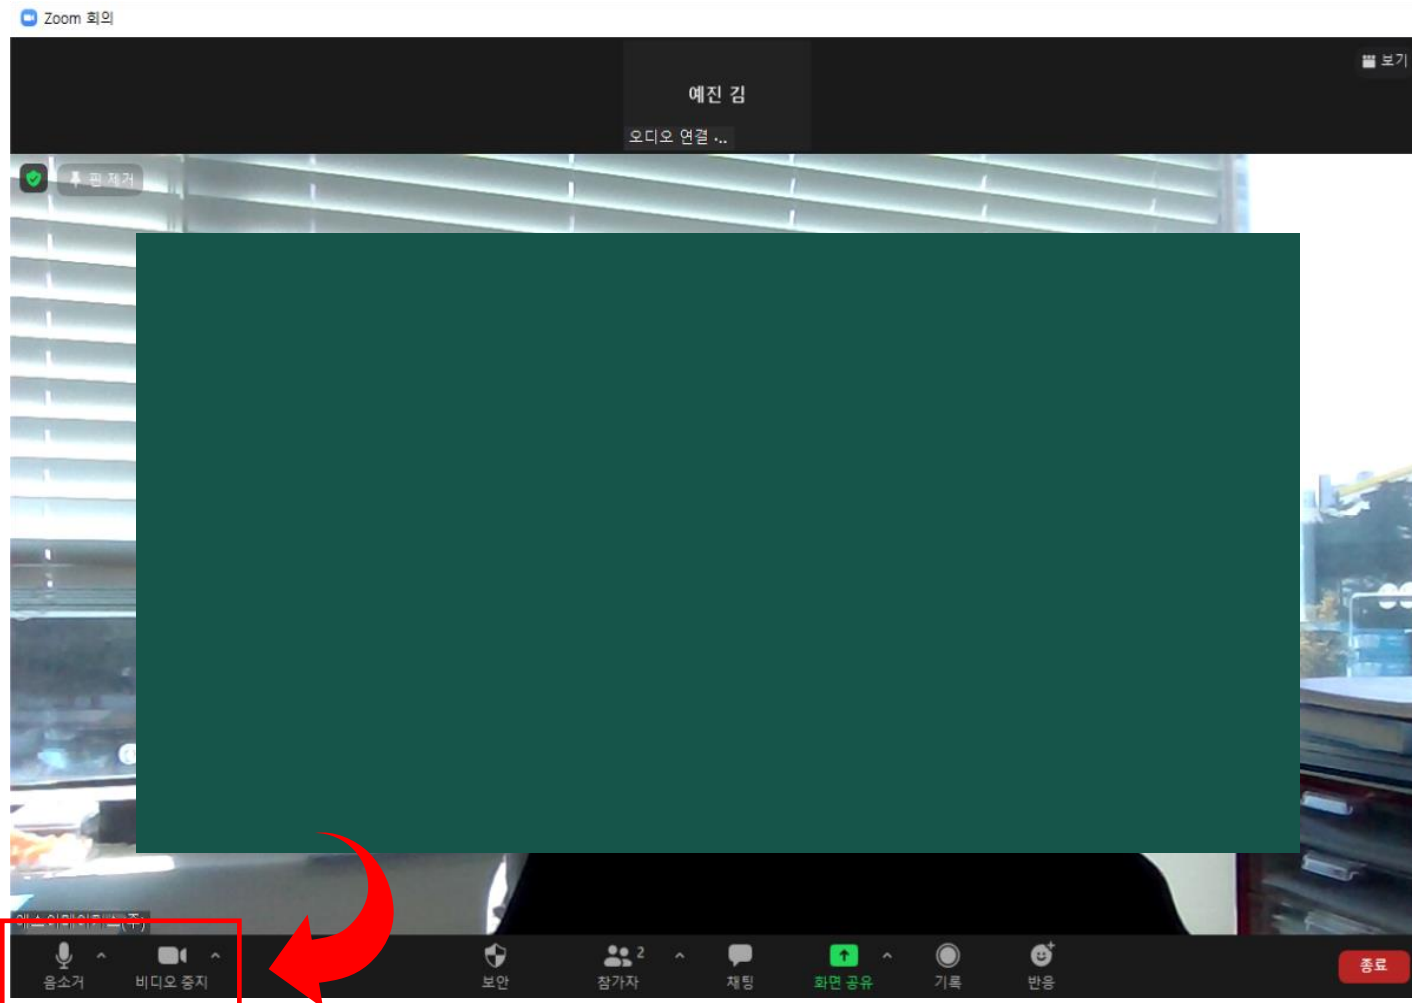 Zoom 회의
보기
예진 김
오디오 연결 ...
핀 제거
음소거
비디오 중지
보안
참가자 2
채팅
화면 공유
기록
반응
종료